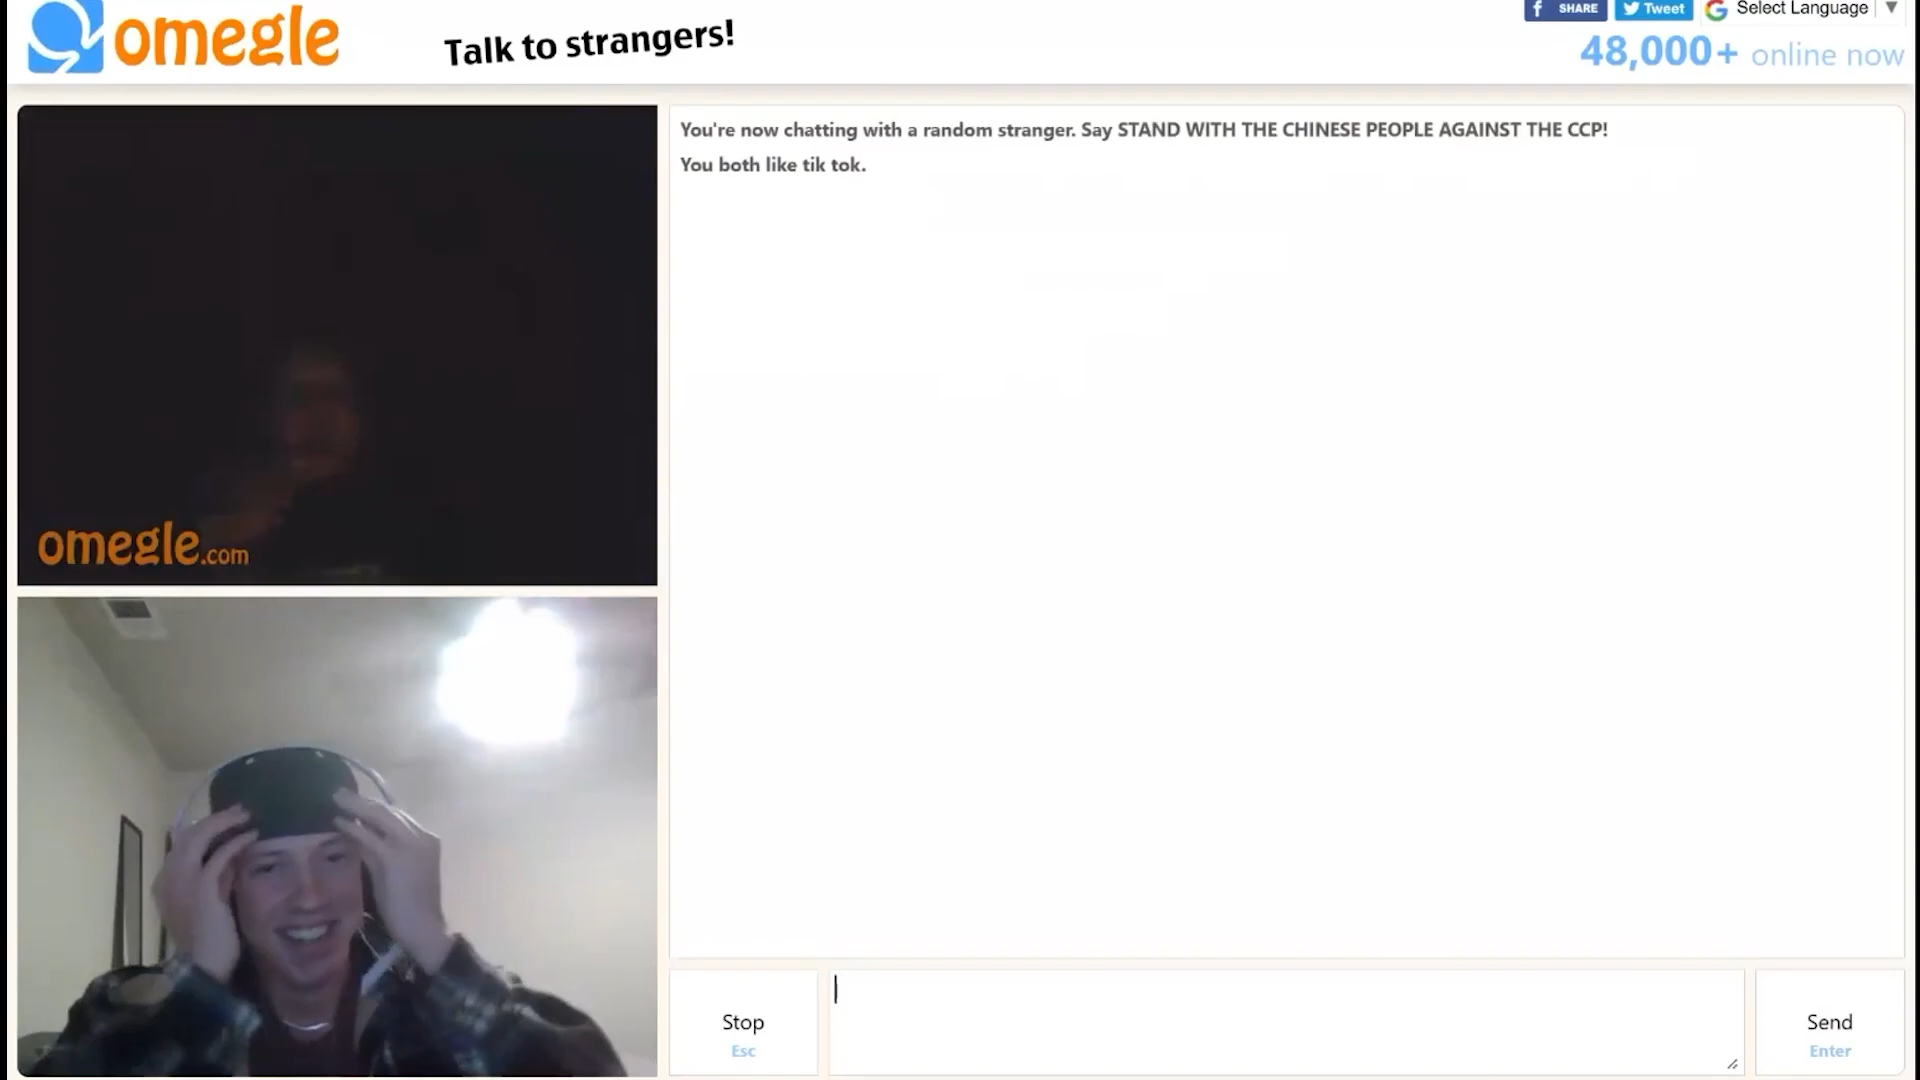 omegle
Talk to strangers!
SHARE
Tweet
Select Language
48,000+ online now
You're now chatting with a random stranger. Say STAND WITH THE CHINESE PEOPLE AGAINST THE CCP!
You both like tik tok.
omegle.com
Stop
Esc
Send
Enter